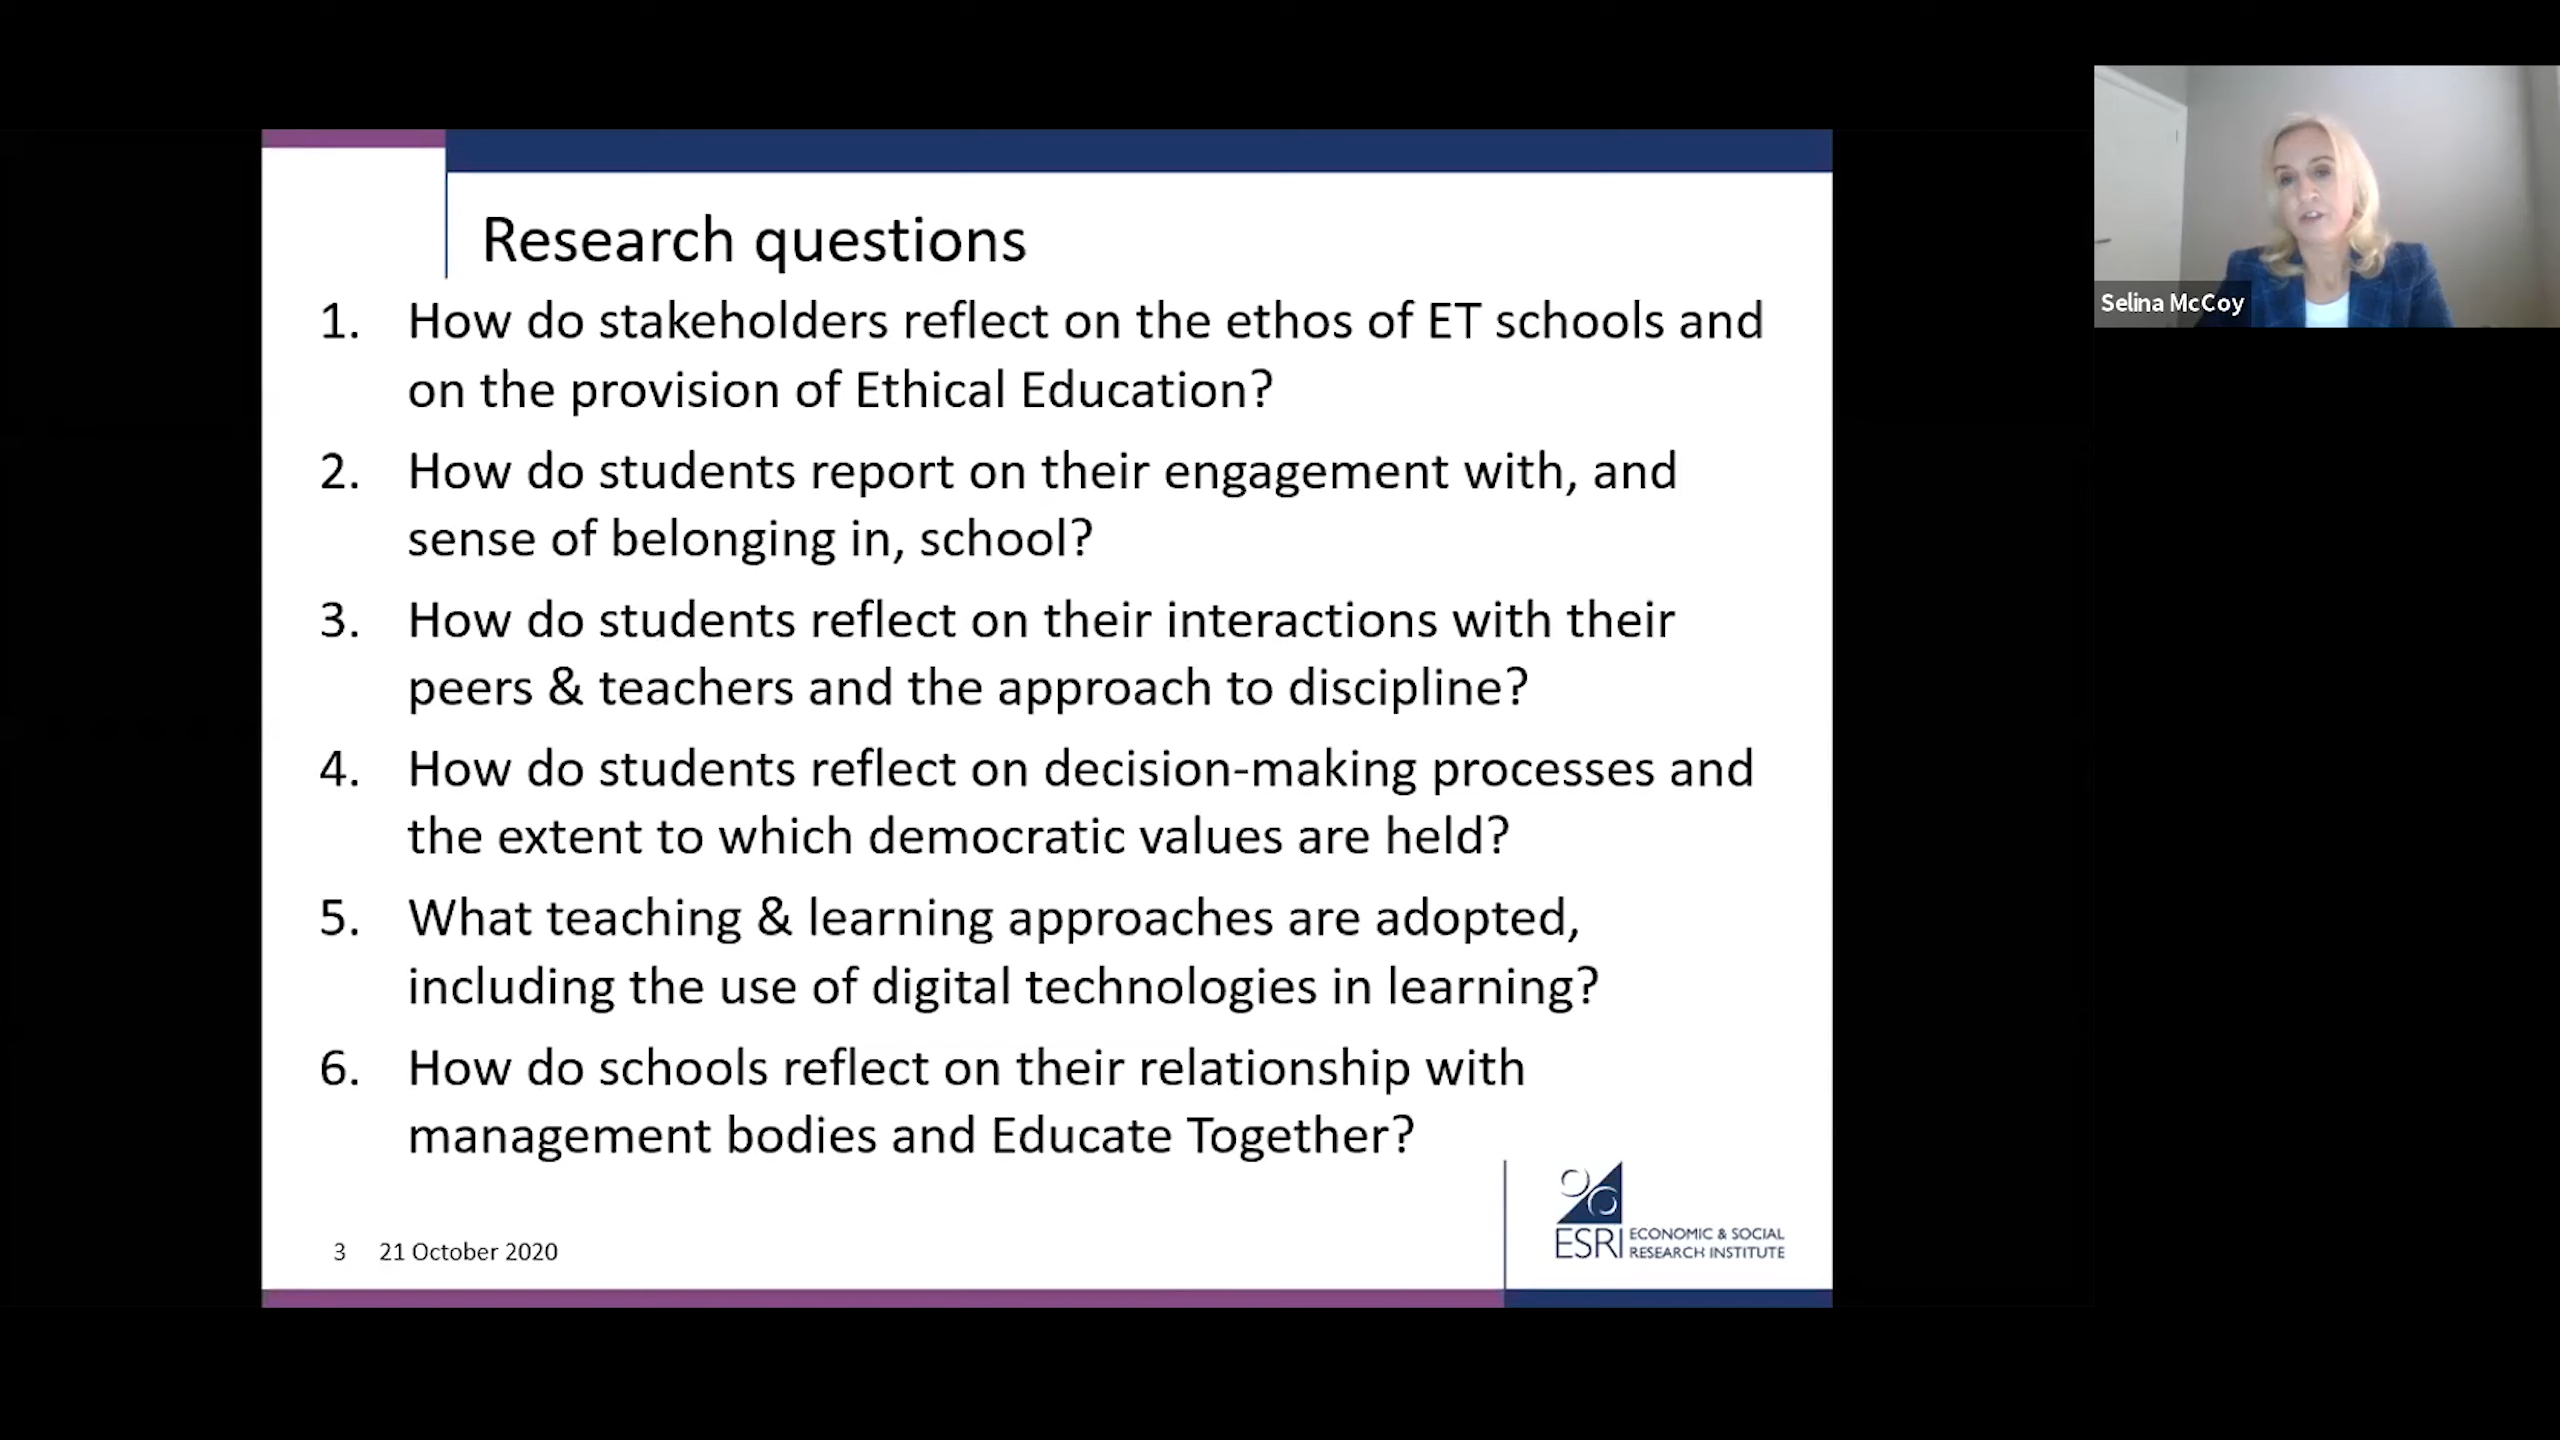 Research questions
1. How do stakeholders reflect on the ethos of ET schools and
on the provision of Ethical Education?
2. How do students report on their engagement with, and
sense of belonging in, school?
3. How do students reflect on their interactions with their
peers & teachers and the approach to discipline?
4. How do students reflect on decision-making processes and
the extent to which democratic values are held?
5. What teaching & learning approaches are adopted,
including the use of digital technologies in learning?
6. How do schools reflect on their relationship with
management bodies and Educate Together?
3 21 October 2020
ESRI ECONOMIC & SOCIAL
RESEARCH INSTITUTE
Selina McCoy